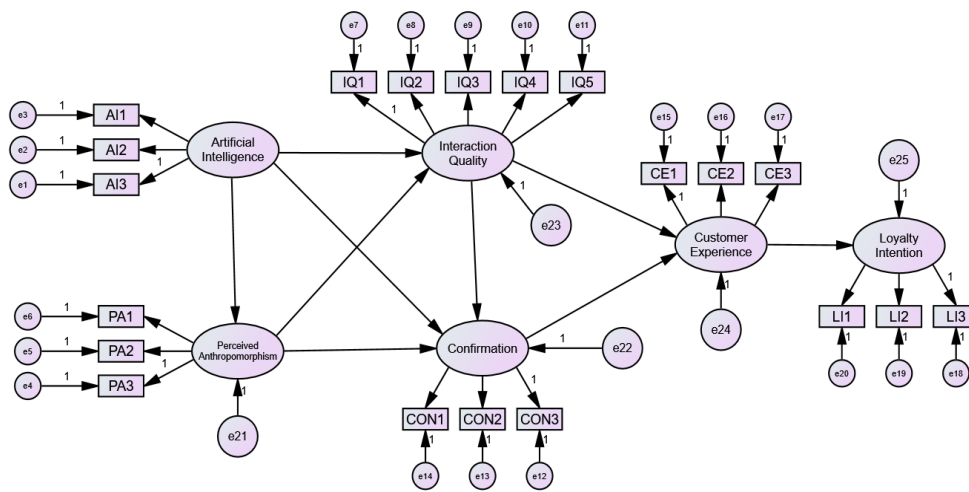 e7
e8
e9
e10
e11
1
1
1
1
1
IQ1
IQ2
IQ3
IQ4
IQ5
1
e3
1
AI1
e2
1
AI2
1
e1
1
AI3
Artificial
Intelligence
Interaction
Quality
e15
e16
e17
1
1
1
CE1
CE2
CE3
1
e25
1
1
e23
Customer
Experience
Loyalty
Intention
1
1
e24
LI1
LI2
LI3
1
1
1
e20
e19
e18
e6
1
PA1
e5
1
PA2
1
e4
1
PA3
Perceived
Anthropomorphism
1
e21
Confirmation
1
e22
1
CON1
CON2
CON3
1
1
1
e14
e13
e12